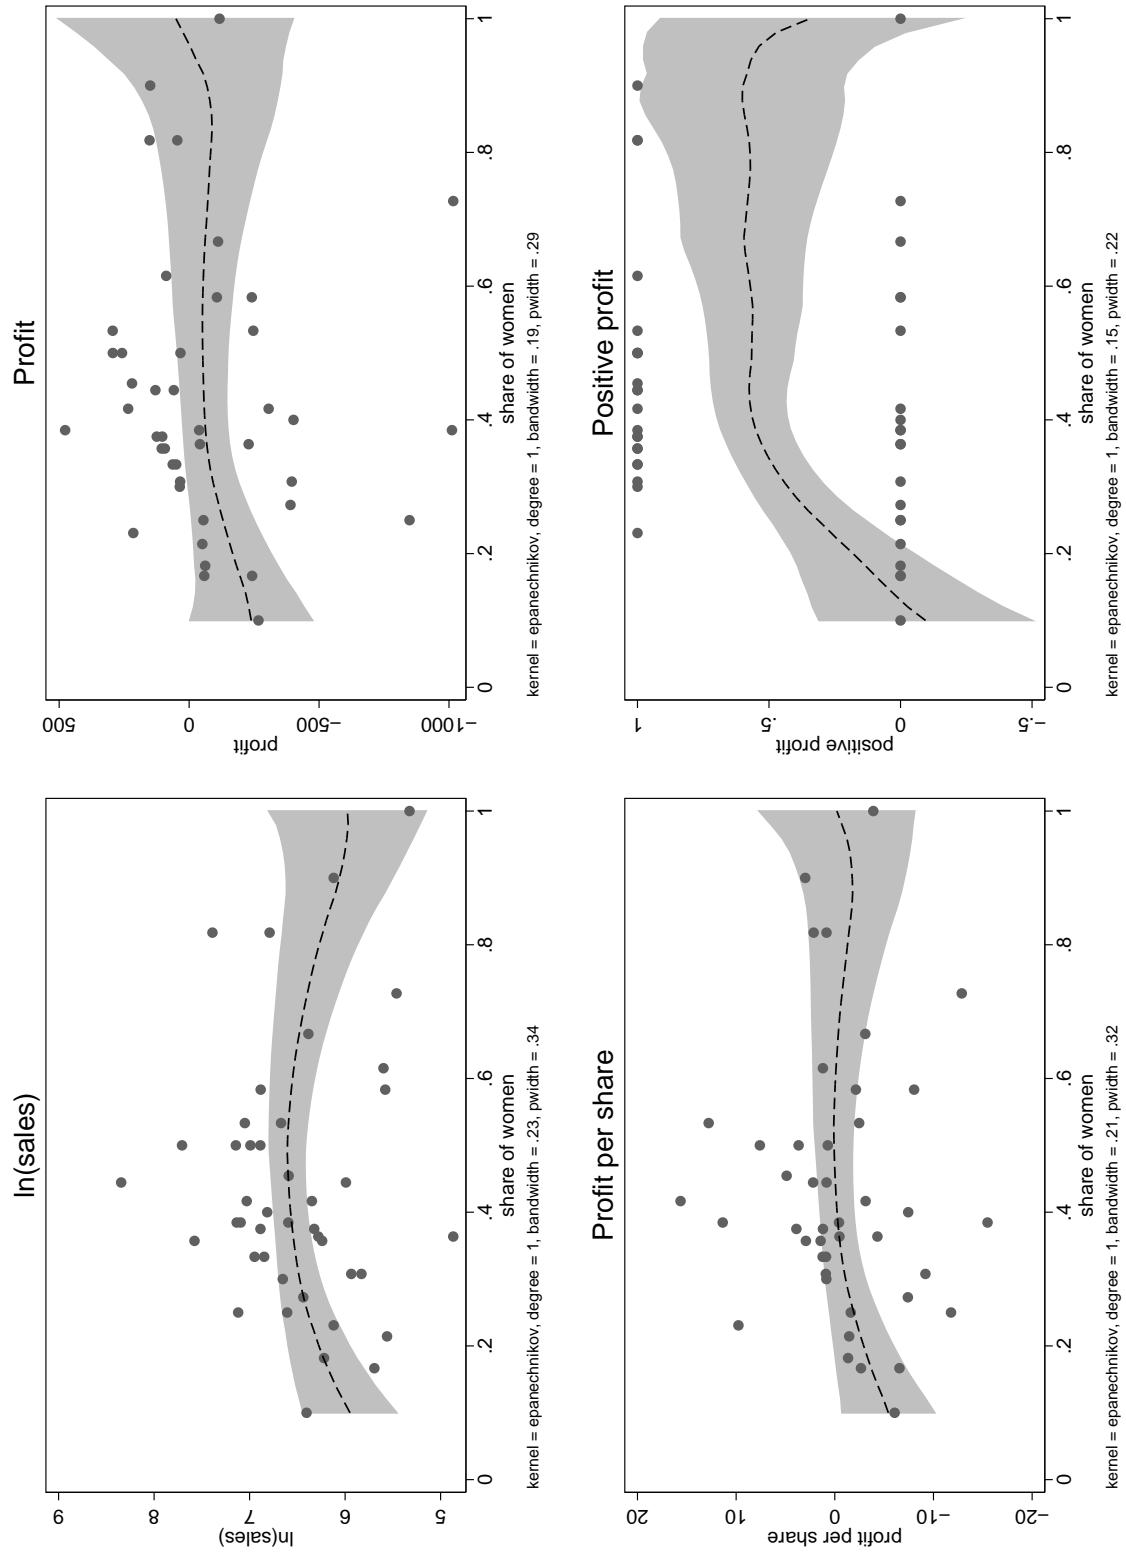 ln(sales)
ln(sales)
9
8
7
6
5
0
.2
.4
.6
.8
1
share of women
kernel = epanechnikov, degree = 1, bandwidth = .23, pwidth = .34
Profit
profit
500
0
−500
−1000
0
.2
.4
.6
.8
1
share of women
kernel = epanechnikov, degree = 1, bandwidth = .19, pwidth = .29
Profit per share
profit per share
20
10
0
−10
−20
0
.2
.4
.6
.8
1
share of women
kernel = epanechnikov, degree = 1, bandwidth = .21, pwidth = .32
Positive profit
positive profit
1
.5
0
−.5
0
.2
.4
.6
.8
1
share of women
kernel = epanechnikov, degree = 1, bandwidth = .15, pwidth = .22